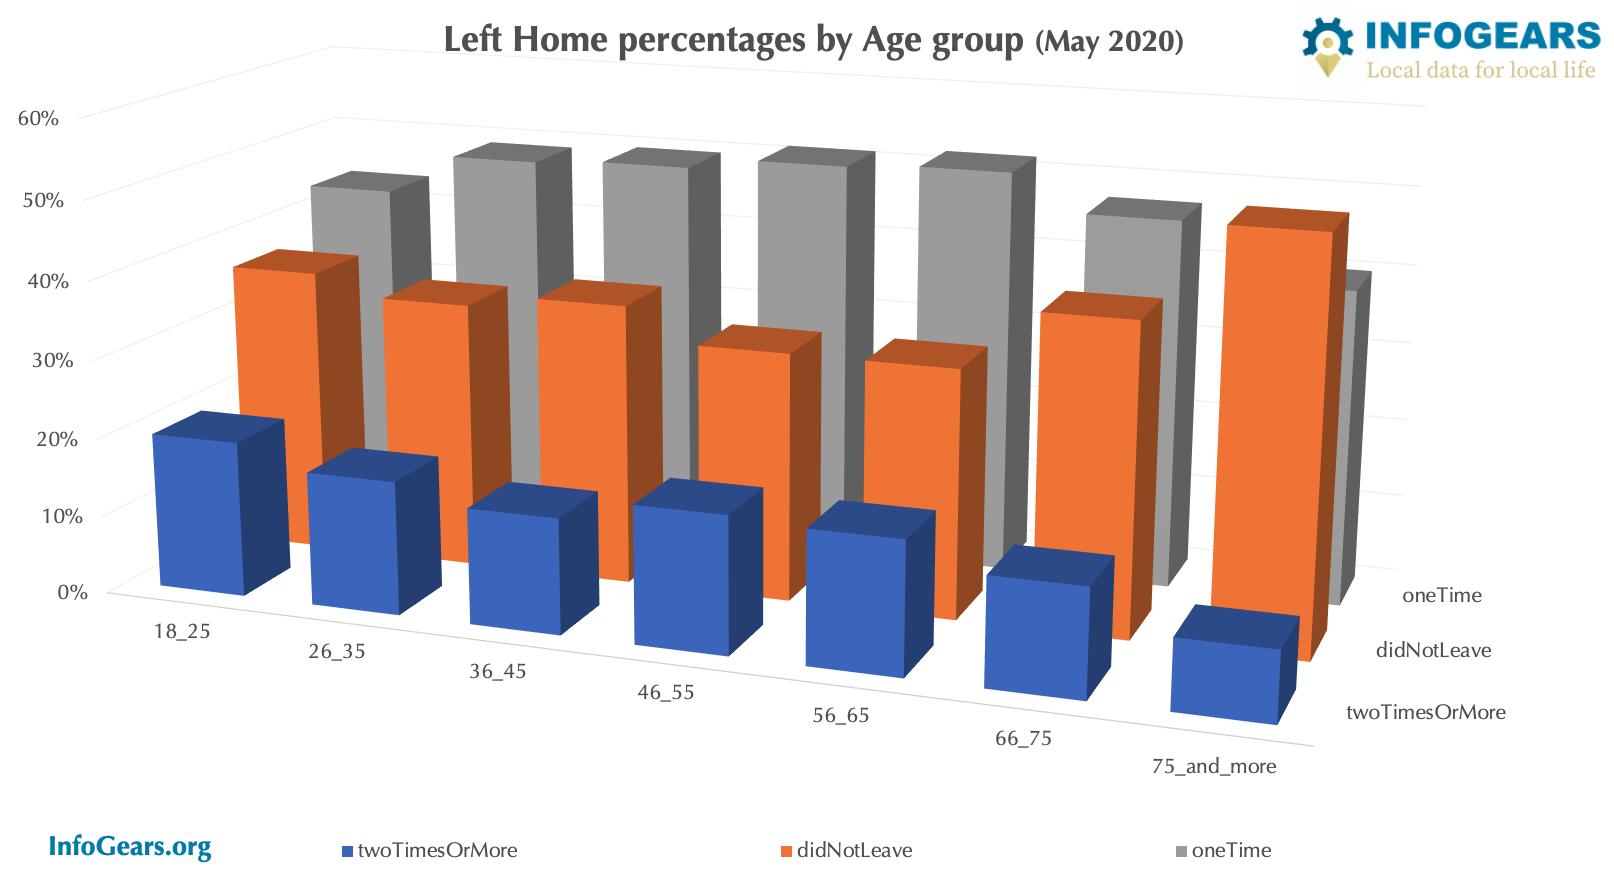 Left Home percentages by Age group (May 2020)
INFOGEARS
Local data for local life
60%
50%
40%
30%
20%
10%
0%
18_25
26_35
36_45
46_55
56_65
66_75
75_and_more
oneTime
didNotLeave
twoTimesOrMore
InfoGears.org
twoTimesOrMore
didNotLeave
oneTime